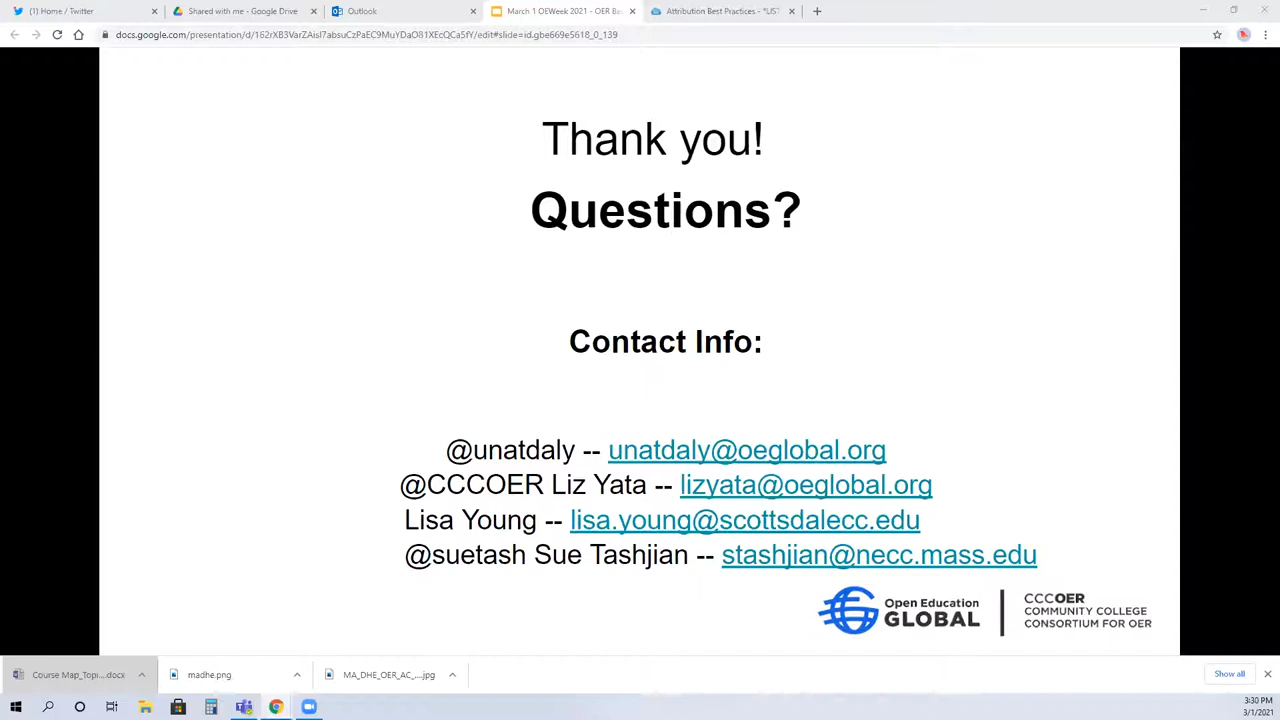 (1) Home / Twitter
Shared with me - Google Drive
Outlook
March 1 OEWeek 2021 - OER Ba
Attribution Best Practices - *LIST
docs.google.com/presentation/d/162rXB3VarZAisI7absuCzPaEC9MuYDaO81XEcQCa5fY/edit#slide=id.gbe669e5618_0_139
Thank you!
Questions?
Contact Info:
@unatdaly -- unatdaly@oeglobal.org
@CCCOER Liz Yata -- lizyata@oeglobal.org
Lisa Young -- lisa.young@scottsdalecc.edu
@suetash Sue Tashjian -- stashjian@necc.mass.edu
Open Education
GLOBAL
CCCOER
COMMUNITY COLLEGE
CONSORTIUM FOR OER
Course Map_Topi....docx
madhe.png
MA_DHE_OER_AC_....jpg
Show all
3:30 PM
3/1/2021